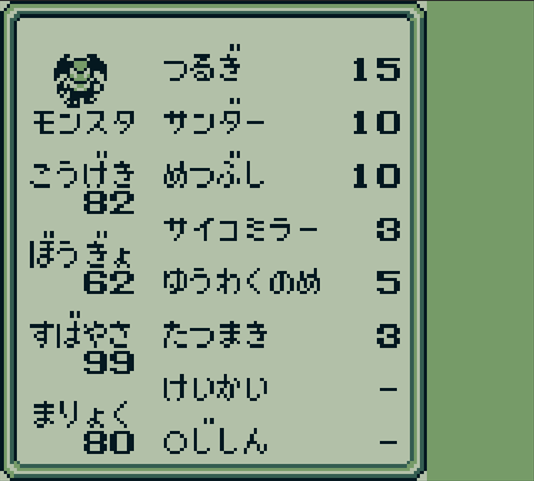 つるぎ 15
モンスタ サンダー 10
こうげき めつぶし 10
82
サイコミラー 3
ぼうぎょ
62 ゆうわくのめ 5
すばやさ たつまき 3
99
けいかい -
まりょく
80 ○じしん -